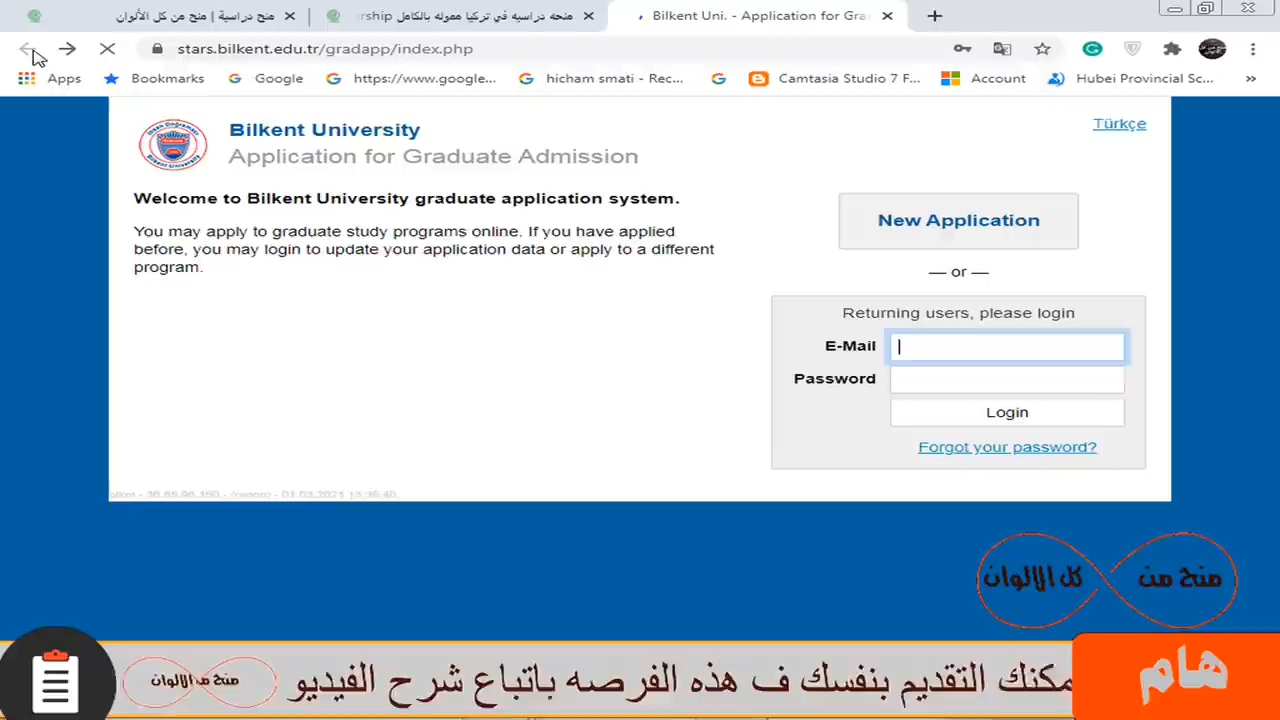 منح دراسية | منح من كل الألوان
منحه دراسيه في تركيا مموله بالكامل arship
Bilkent Uni. - Application for Gra
stars.bilkent.edu.tr/gradapp/index.php
Apps Bookmarks Google https://www.google... hicham smati - Rec... Camtasia Studio 7 F... Account Hubei Provincial Sc... »
Bilkent University
Application for Graduate Admission
Türkçe
Welcome to Bilkent University graduate application system.
You may apply to graduate study programs online. If you have applied
before, you may login to update your application data or apply to a different
program.
New Application
— or —
Returning users, please login
E-Mail
Password
Login
Forgot your password?
منح من كل الالوان
هام
مكنك التقديم بنفسك ف هذه الفرصه باتباع شرح الفيديو
منح من كل الالوان